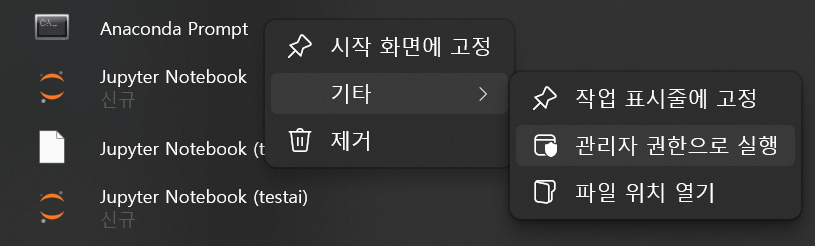 Anaconda Prompt
Jupyter Notebook
신규
Jupyter Notebook (t
Jupyter Notebook (testai)
신규
시작 화면에 고정
기타
제거
작업 표시줄에 고정
관리자 권한으로 실행
파일 위치 열기